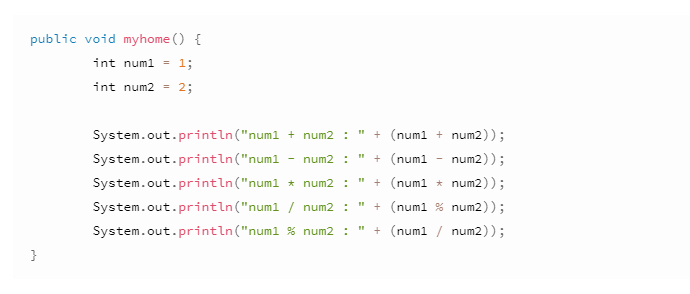 public void myhome() {
int num1 = 1;
int num2 = 2;
System.out.println("num1 + num2 : " + (num1 + num2));
System.out.println("num1 - num2 : " + (num1 - num2));
System.out.println("num1 * num2 : " + (num1 * num2));
System.out.println("num1 / num2 : " + (num1 % num2));
System.out.println("num1 % num2 : " + (num1 / num2));
}